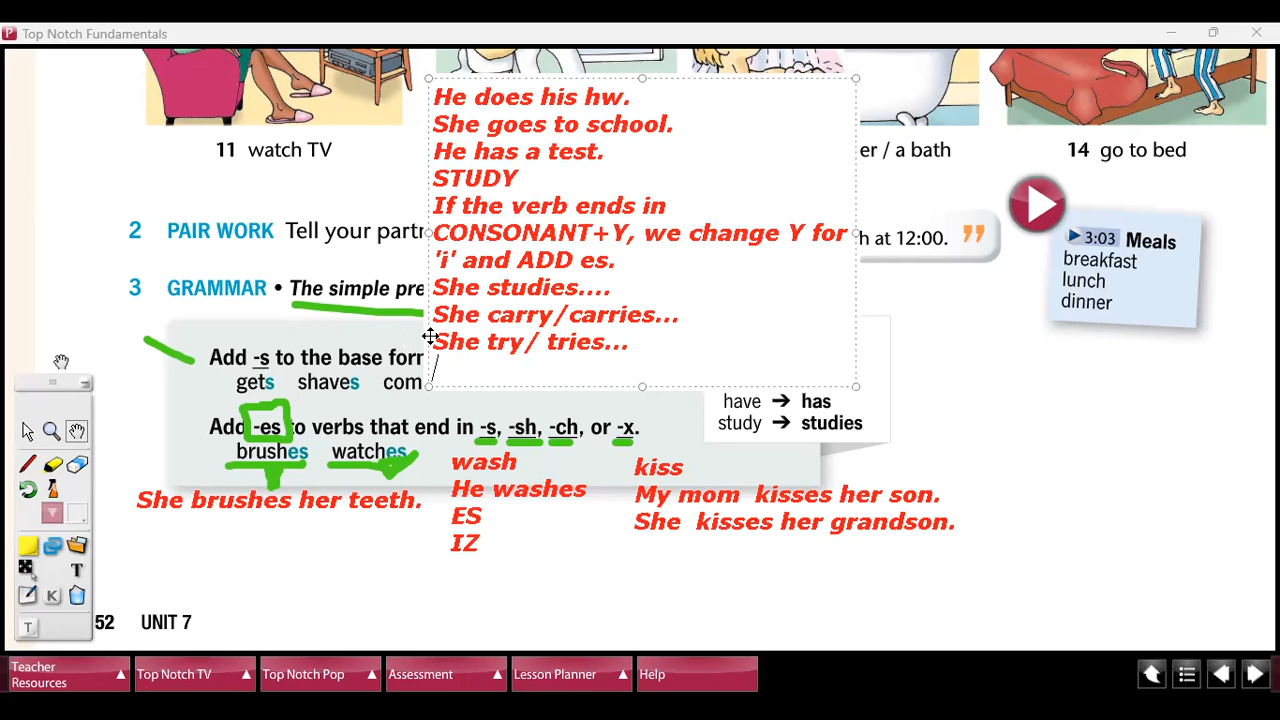 Top Notch Fundamentals
11 watch TV
er / a bath
14 go to bed
He does his hw.
She goes to school.
He has a test.
STUDY
If the verb ends in
CONSONANT+Y, we change Y for
'i' and ADD es.
She studies....
She carry/carries...
She try/ tries...
2 PAIR WORK Tell your partr
h at 12:00. ”
3:03 Meals
breakfast
lunch
dinner
3 GRAMMAR • The simple pre
Add -s to the base forr
gets shaves com
have → has
study → studies
Add -es to verbs that end in -s, -sh, -ch, or -x.
brushes watches
She brushes her teeth.
wash
He washes
ES
IZ
kiss
My mom kisses her son.
She kisses her grandson.
T
K
T
52 UNIT 7
Teacher
Resources
Top Notch TV
Top Notch Pop
Assessment
Lesson Planner
Help